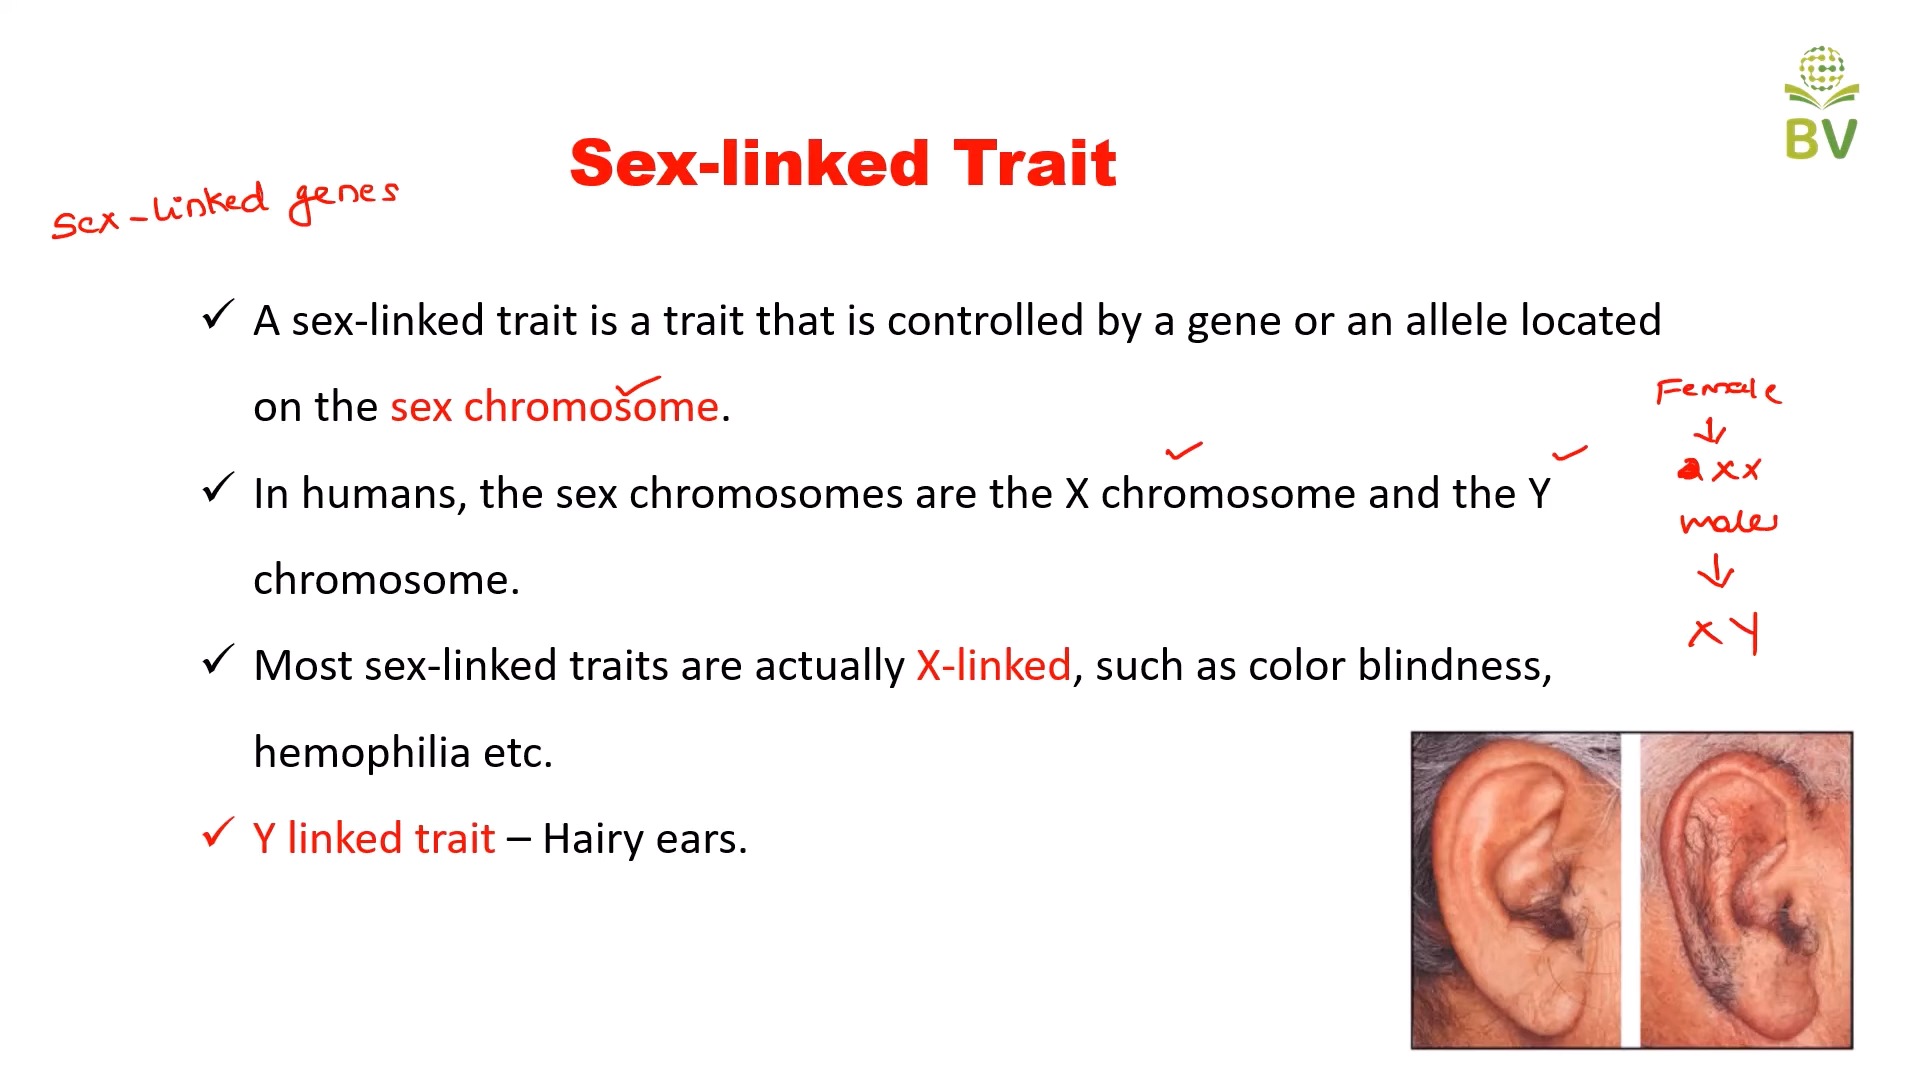 BV
Sex-linked Trait
sex-linked genes
A sex-linked trait is a trait that is controlled by a gene or an allele located
on the sex chromosome.
Female
In humans, the sex chromosomes are the X chromosome and the Y
xx
males
chromosome.
XY
Most sex-linked traits are actually X-linked, such as color blindness,
hemophilia etc.
Y linked trait – Hairy ears.